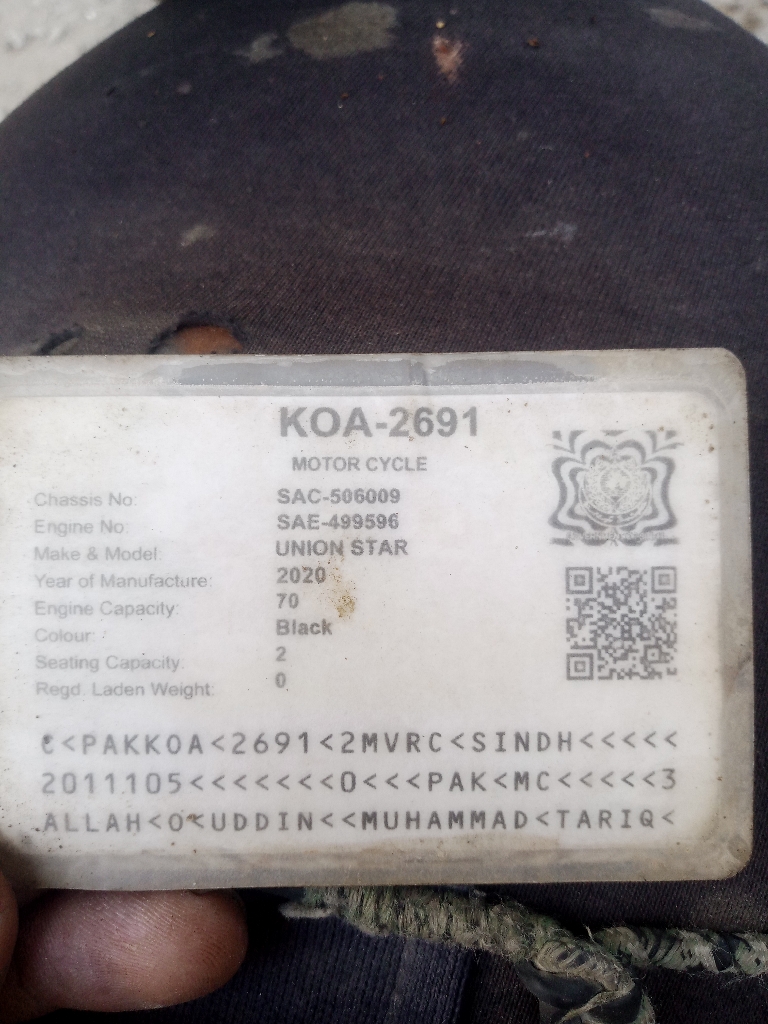 KOA-2691
MOTOR CYCLE
Chassis No: SAC-506009
Engine No: SAE-499596
Make & Model: UNION STAR
Year of Manufacture: 2020
Engine Capacity: 70
Colour: Black
Seating Capacity: 2
Regd. Laden Weight: 0
C<PAKKOA<2691<2MVRC<SINDH<<<<<
2011105<<<<<<<0<<<PAK<MC<<<<<3
ALLAH<O<UDDIN<<MUHAMMAD<TARIQ<